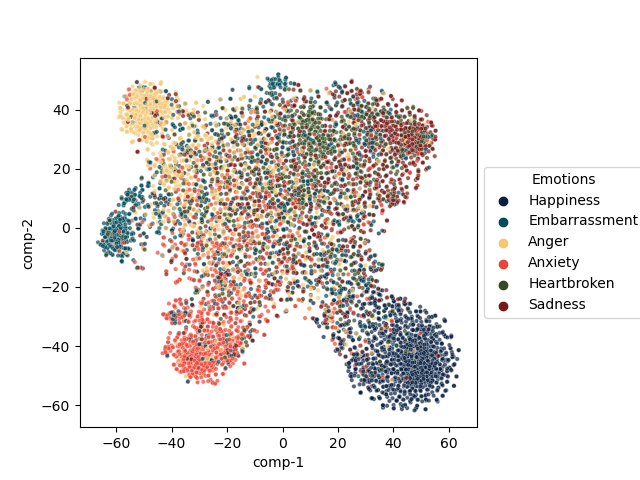 40
20
0
−20
−40
−60
comp-2
−60
−40
−20
0
20
40
60
comp-1
Emotions
Happiness
Embarrassment
Anger
Anxiety
Heartbroken
Sadness